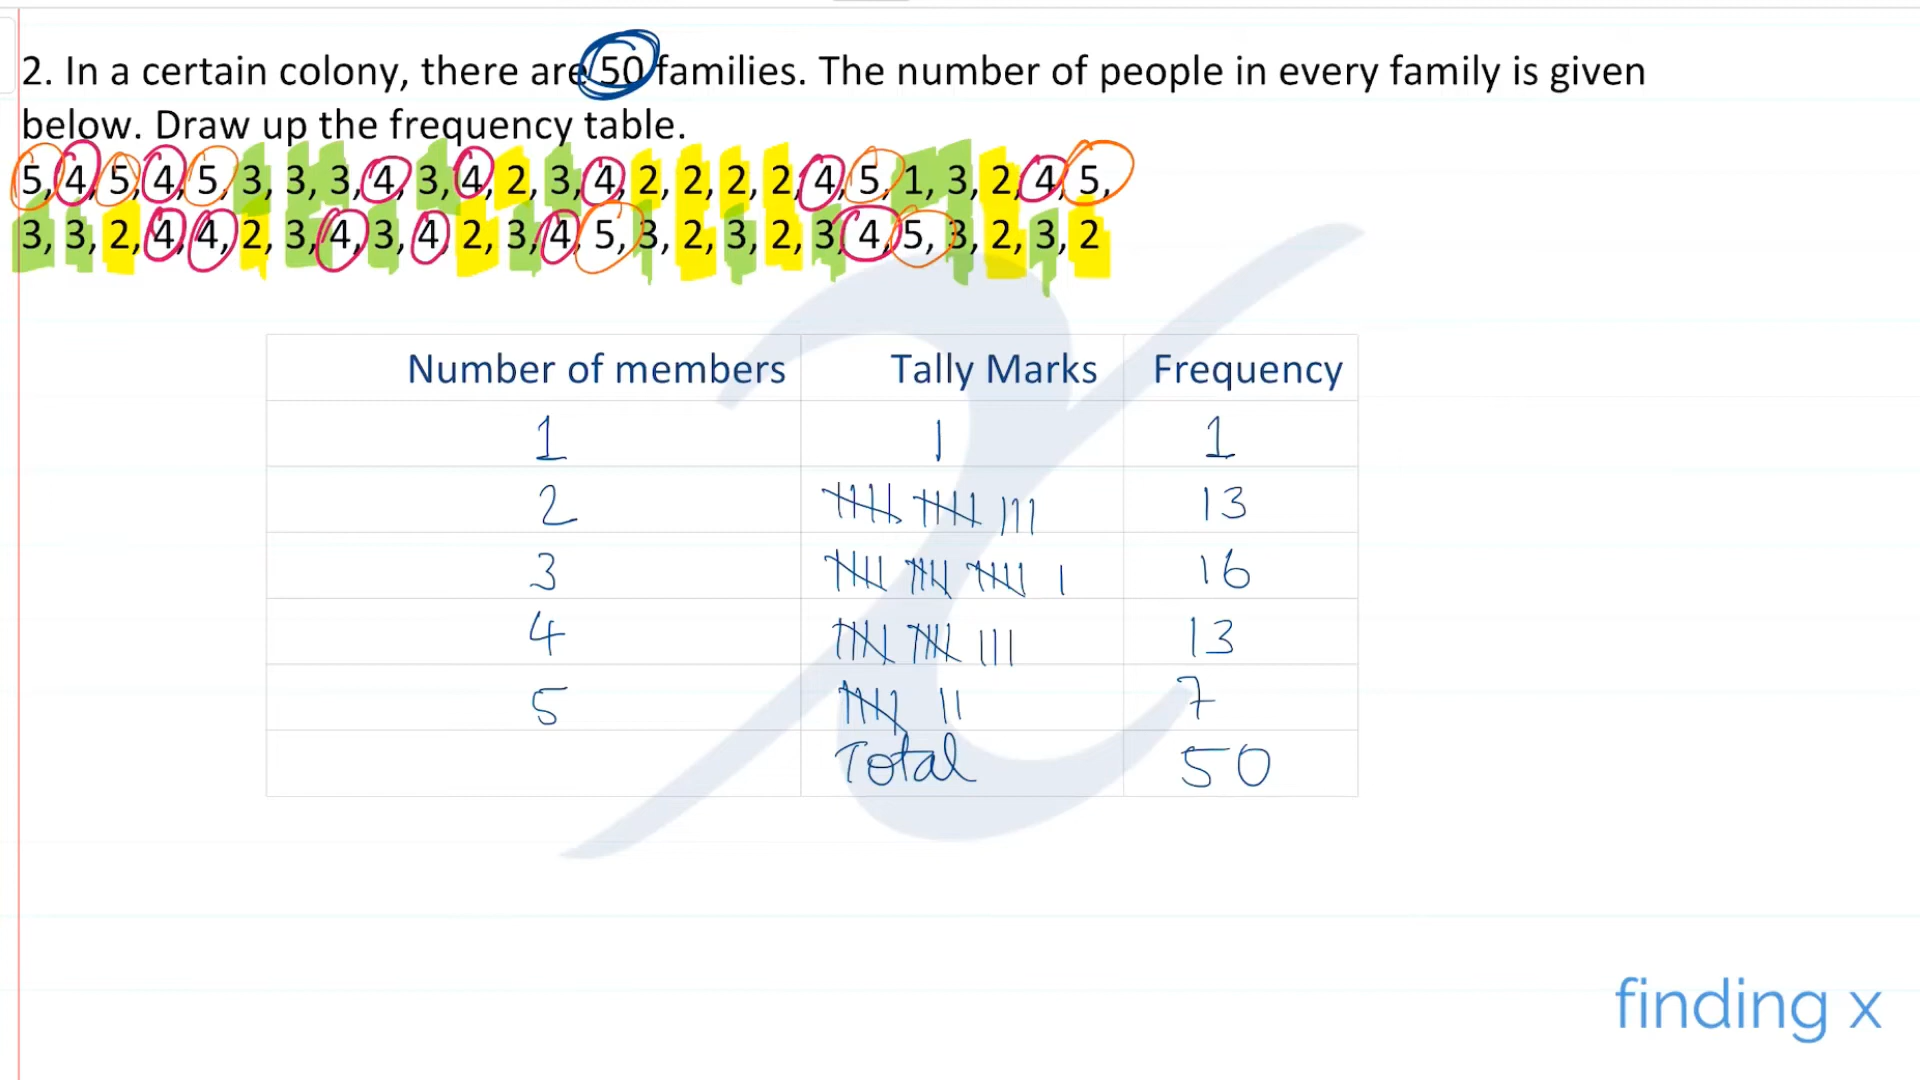 2. In a certain colony, there are 50 families. The number of people in every family is given
below. Draw up the frequency table.
5, 4, 5, 4, 5, 3, 3, 3, 4, 3, 4, 2, 3, 4, 2, 2, 2, 2, 4, 5, 1, 3, 2, 4, 5,
3, 3, 2, 4, 4, 2, 3, 4, 3, 4, 2, 3, 4, 5, 3, 2, 3, 2, 3, 4, 5, 3, 2, 3, 2
Number of members Tally Marks Frequency
1 | 1
2 |||| |||| ||| 13
3 |||| |||| |||| | 16
4 |||| |||| ||| 13
5 |||| || 7
Total 50
finding x